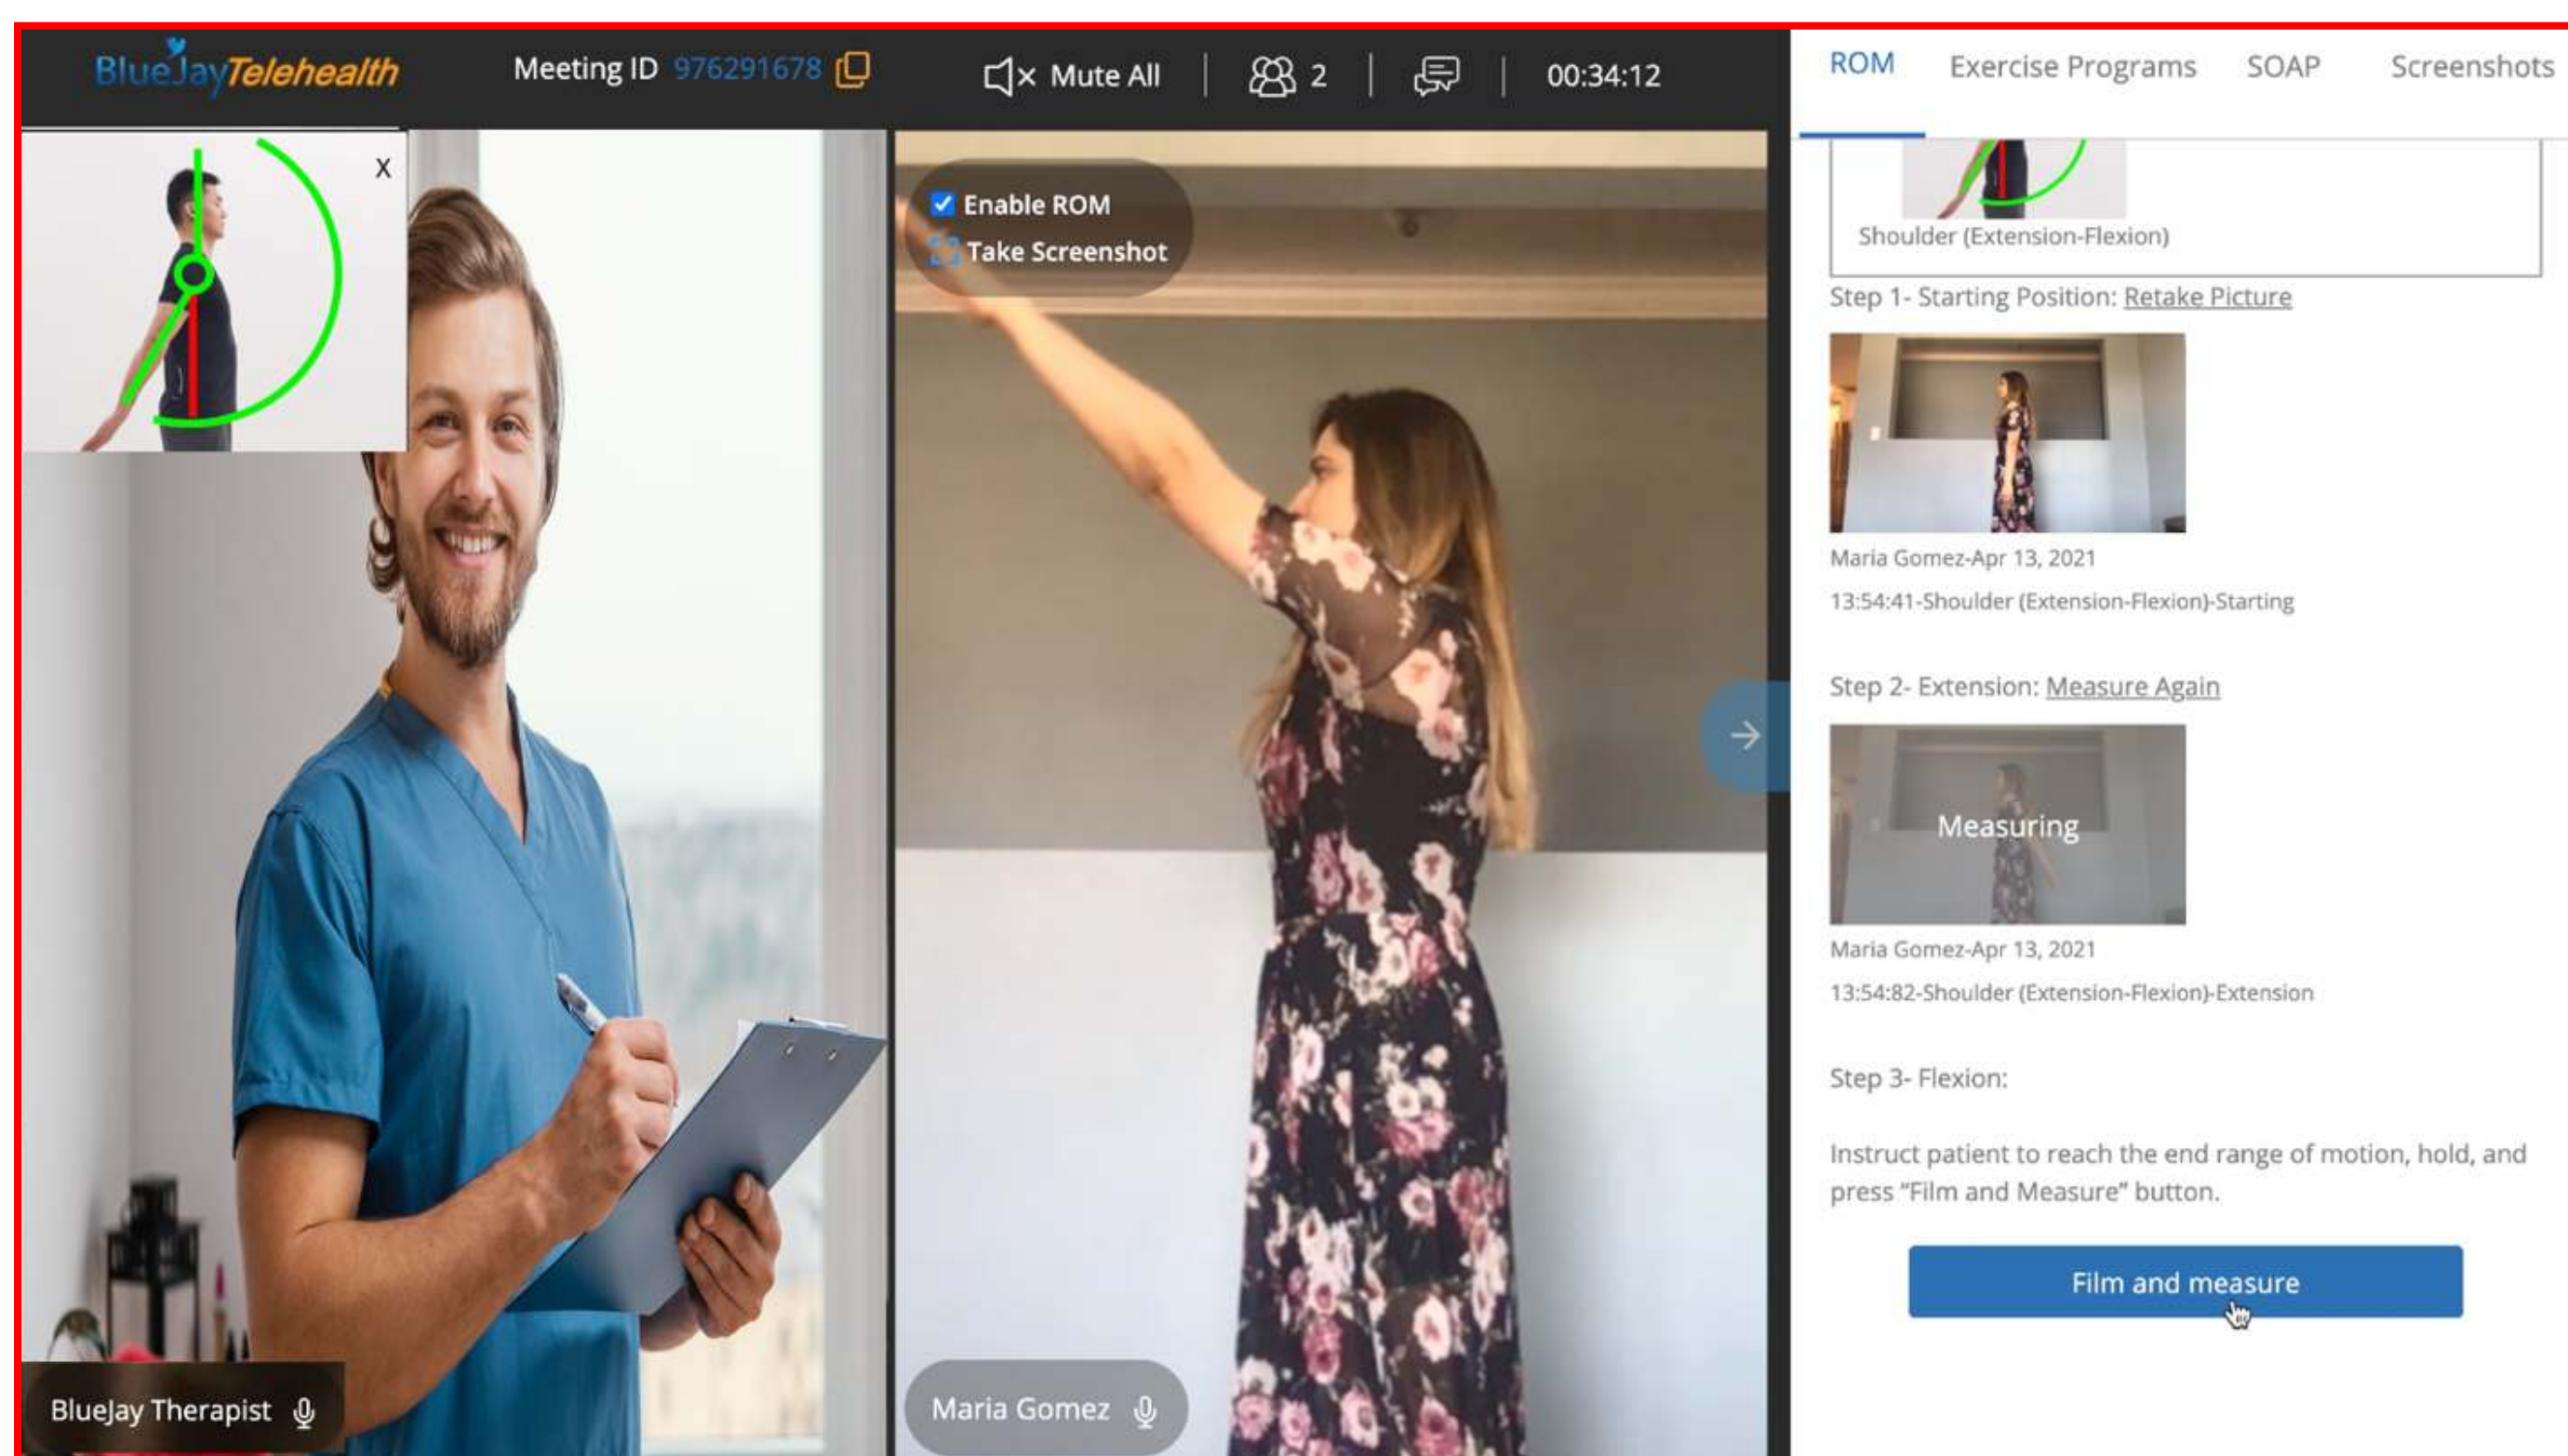 BlueJayTelehealth
Meeting ID 976291678
Mute All
2
00:34:12
X
Enable ROM
Take Screenshot
BlueJay Therapist
Maria Gomez
ROM Exercise Programs SOAP Screenshots
Shoulder (Extension-Flexion)
Step 1- Starting Position: Retake Picture
Maria Gomez-Apr 13, 2021
13:54:41-Shoulder (Extension-Flexion)-Starting
Step 2- Extension: Measure Again
Measuring
Maria Gomez-Apr 13, 2021
13:54:82-Shoulder (Extension-Flexion)-Extension
Step 3- Flexion:
Instruct patient to reach the end range of motion, hold, and
press “Film and Measure” button.
Film and measure